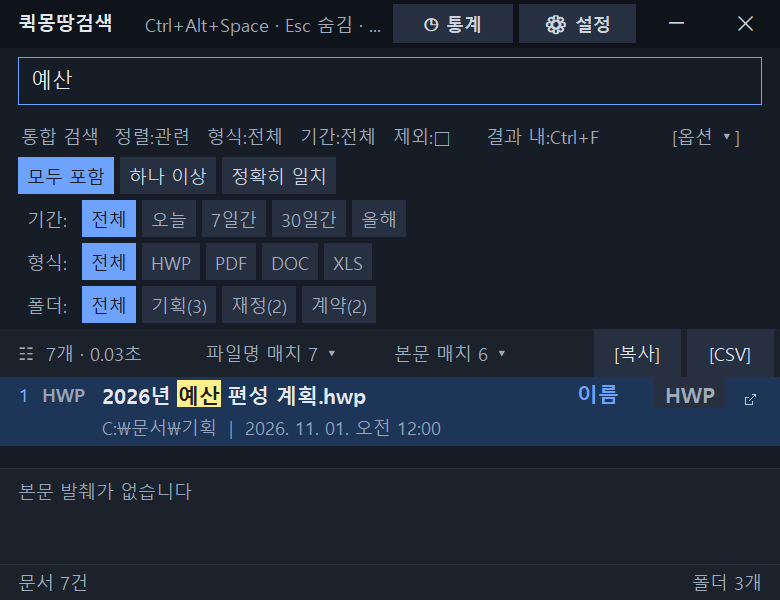 퀵몽땅검색 Ctrl+Alt+Space · Esc 숨김 · ... 통계 설정
예산
통합 검색 정렬:관련 형식:전체 기간:전체 제외:□ 결과 내:Ctrl+F [옵션 ▾]
모두 포함 하나 이상 정확히 일치
기간: 전체 오늘 7일간 30일간 올해
형식: 전체 HWP PDF DOC XLS
폴더: 전체 기획(3) 재정(2) 계약(2)
7개 · 0.03초 파일명 매치 7 ▾ 본문 매치 6 ▾ [복사] [CSV]
1 HWP 2026년 예산 편성 계획.hwp 이름 HWP
C:₩문서₩기획 | 2026. 11. 01. 오전 12:00
본문 발췌가 없습니다
문서 7건 폴더 3개